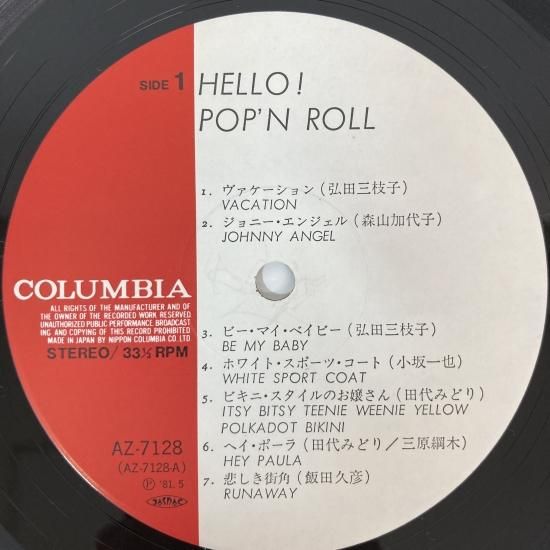 SIDE 1
HELLO!
POP'N ROLL
1. ヴァケーション(弘田三枝子)
VACATION
2. ジョニー・エンジェル(森山加代子)
JOHNNY ANGEL
COLUMBIA
ALL RIGHTS OF THE MANUFACTURER AND OF
THE OWNER OF THE RECORDED WORK RESERVED
UNAUTHORIZED PUBLIC PERFORMANCE BROADCAST
ING AND COPYING OF THIS RECORD PROHIBITED
MADE IN JAPAN BY NIPPON COLUMBIA CO. LTD
STEREO/33⅓RPM
3. ビー・マイ・ベイビー(弘田三枝子)
BE MY BABY
4. ホワイト・スポーツ・コート(小坂一也)
WHITE SPORT COAT
5. ビキニ・スタイルのお嬢さん(田代みどり)
ITSY BITSY TEENIE WEENIE YELLOW
POLKADOT BIKINI
6. ヘイ・ポーラ(田代みどり/三原綱木)
HEY PAULA
7. 悲しき街角(飯田久彦)
RUNAWAY
AZ-7128
(AZ-7128-A)
Ⓟ '81. 5
JASRAC